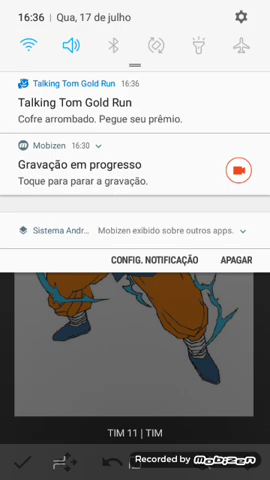 16:36 | Qua, 17 de julho
Talking Tom Gold Run 16:36
Talking Tom Gold Run
Cofre arrombado. Pegue seu prêmio.
Mobizen 16:30
Gravação em progresso
Toque para parar a gravação.
Sistema Andr... Mobizen exibido sobre outros apps.
CONFIG. NOTIFICAÇÃO APAGAR
TIM 11 | TIM
Recorded by mobizen